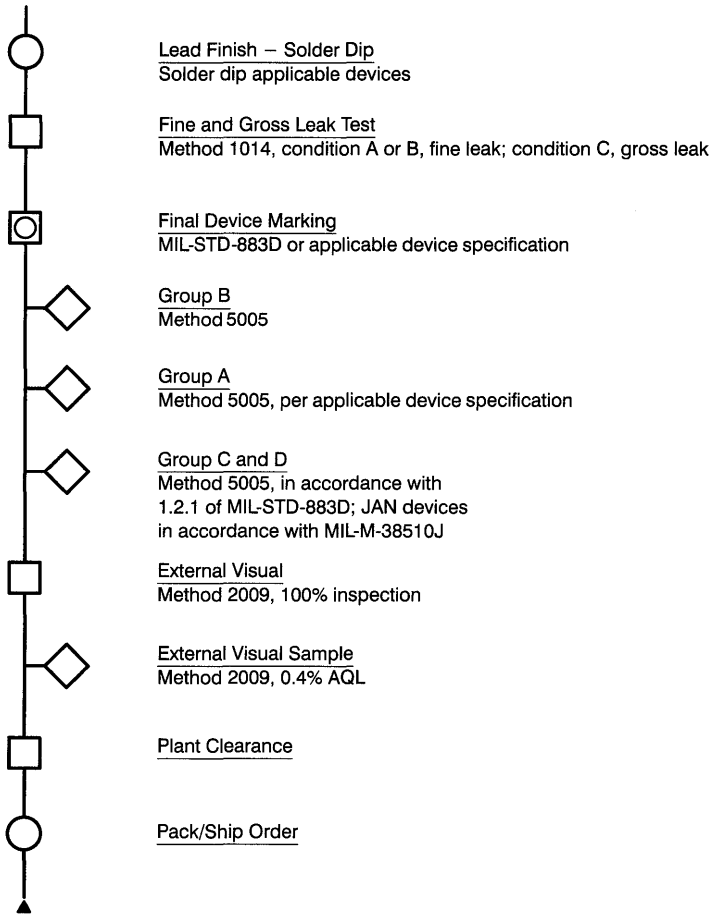 Lead Finish – Solder Dip
Solder dip applicable devices
Fine and Gross Leak Test
Method 1014, condition A or B, fine leak; condition C, gross leak
Final Device Marking
MIL-STD-883D or applicable device specification
Group B
Method 5005
Group A
Method 5005, per applicable device specification
Group C and D
Method 5005, in accordance with
1.2.1 of MIL-STD-883D; JAN devices
in accordance with MIL-M-38510J
External Visual
Method 2009, 100% inspection
External Visual Sample
Method 2009, 0.4% AQL
Plant Clearance
Pack/Ship Order